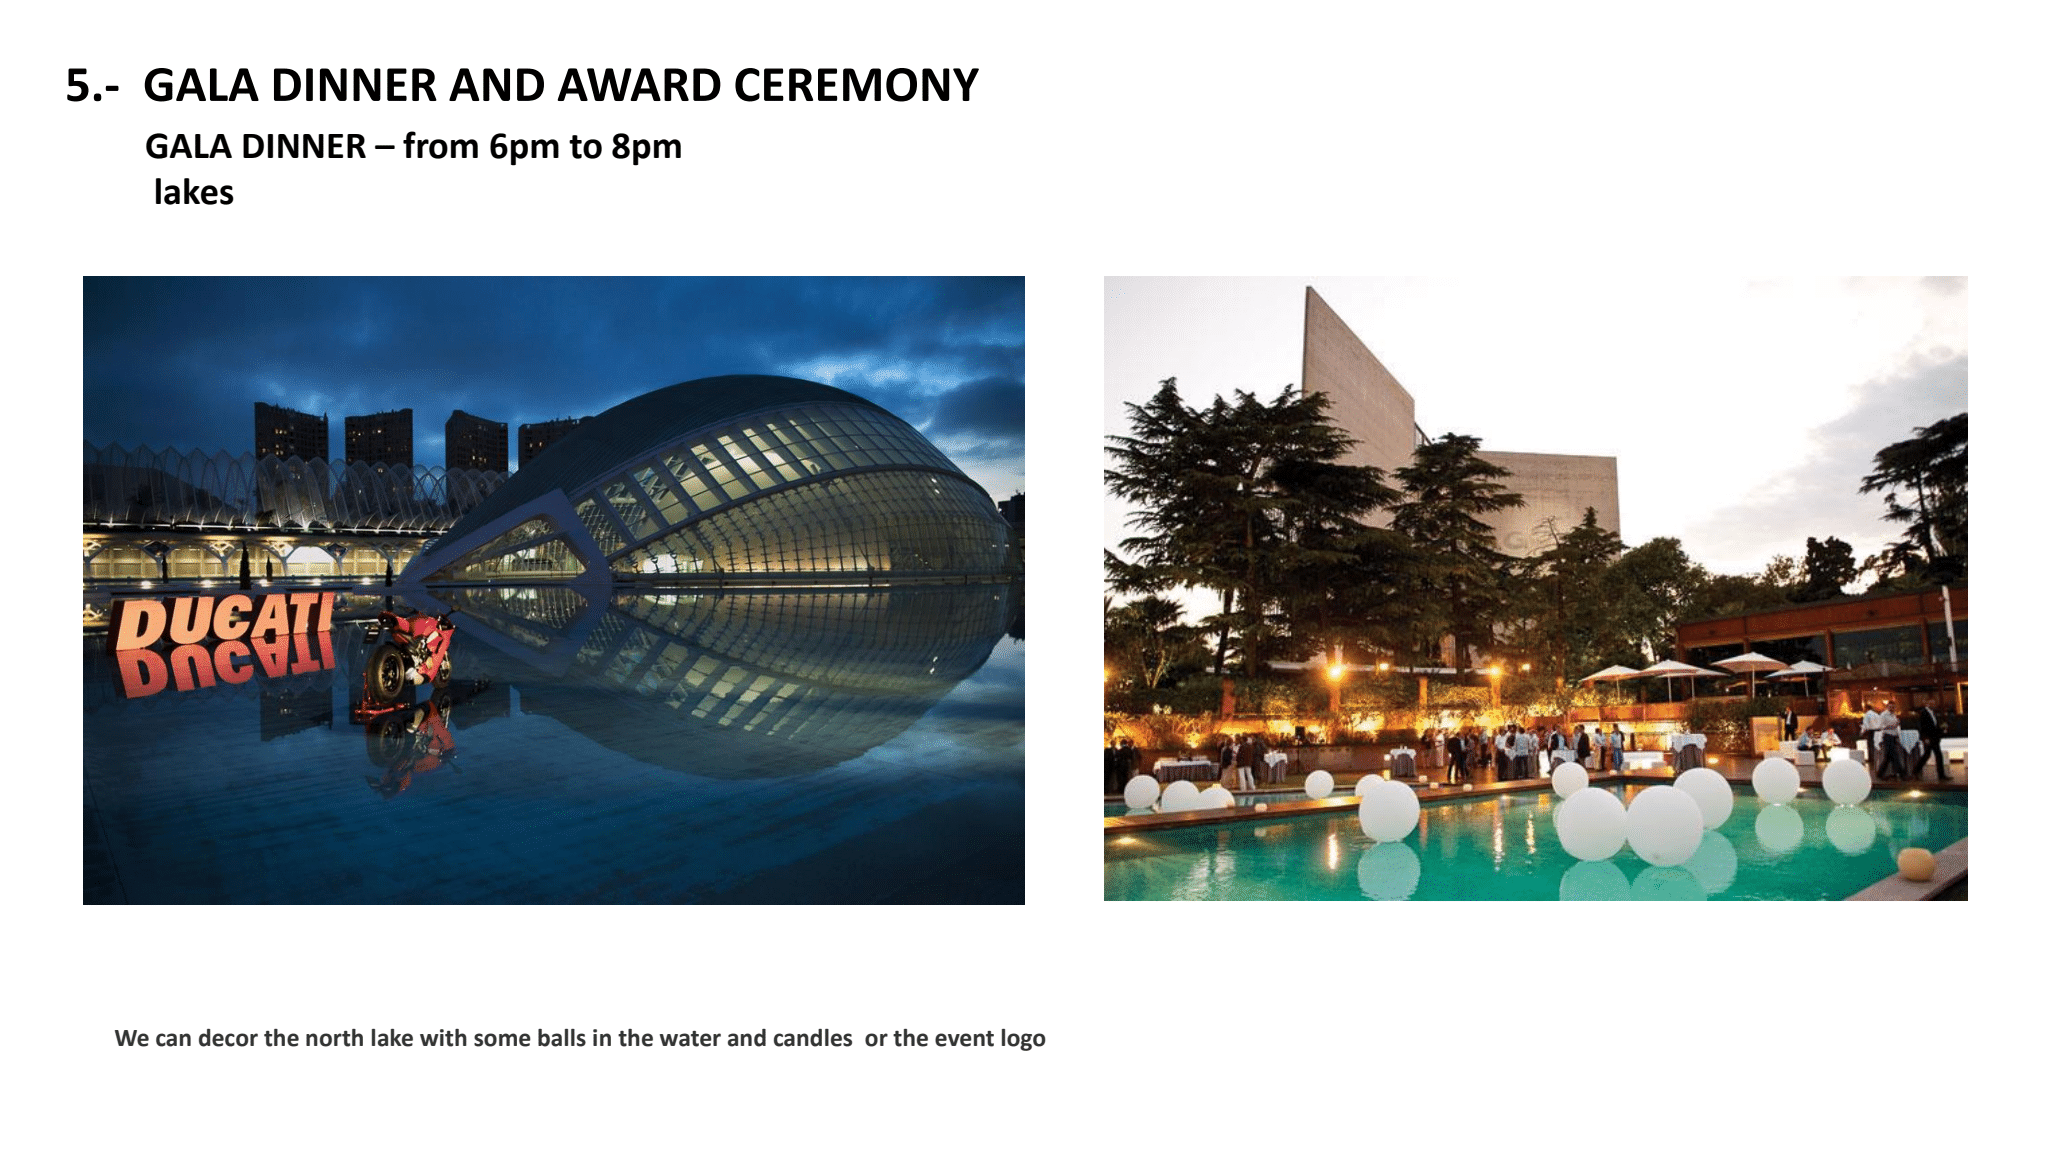 5.-  GALA DINNER AND AWARD CEREMONY
GALA DINNER – from 6pm to 8pm
lakes
DUCATI
We can decor the north lake with some balls in the water and candles  or the event logo